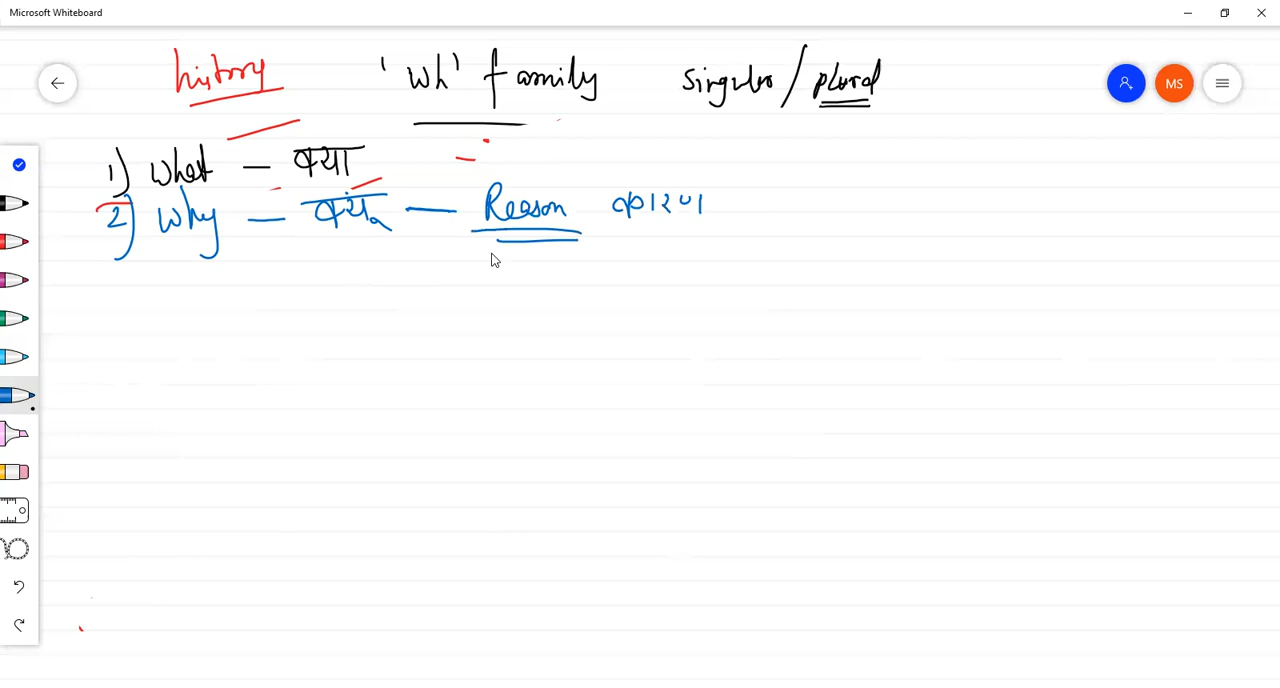 Microsoft Whiteboard
history 'wh' family singular/plural
MS
1) what – क्या
2) why – क्यों – Reason कारण